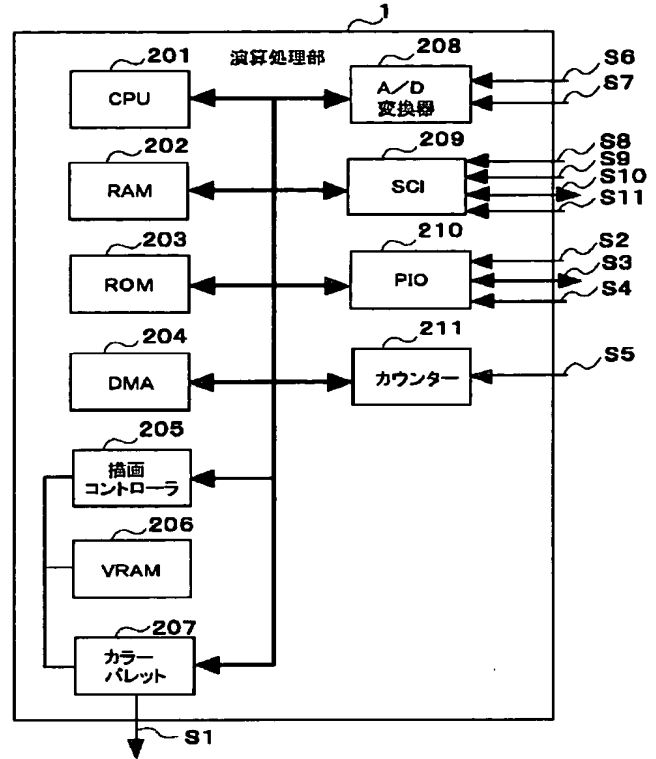 1
演算処理部
201
CPU
202
RAM
203
ROM
204
DMA
205
描画
コントローラ
206
VRAM
207
カラー
パレット
S1
208
A/D
変換器
S6
S7
209
SCI
S8
S9
S10
S11
210
PIO
S2
S3
S4
211
カウンター
S5